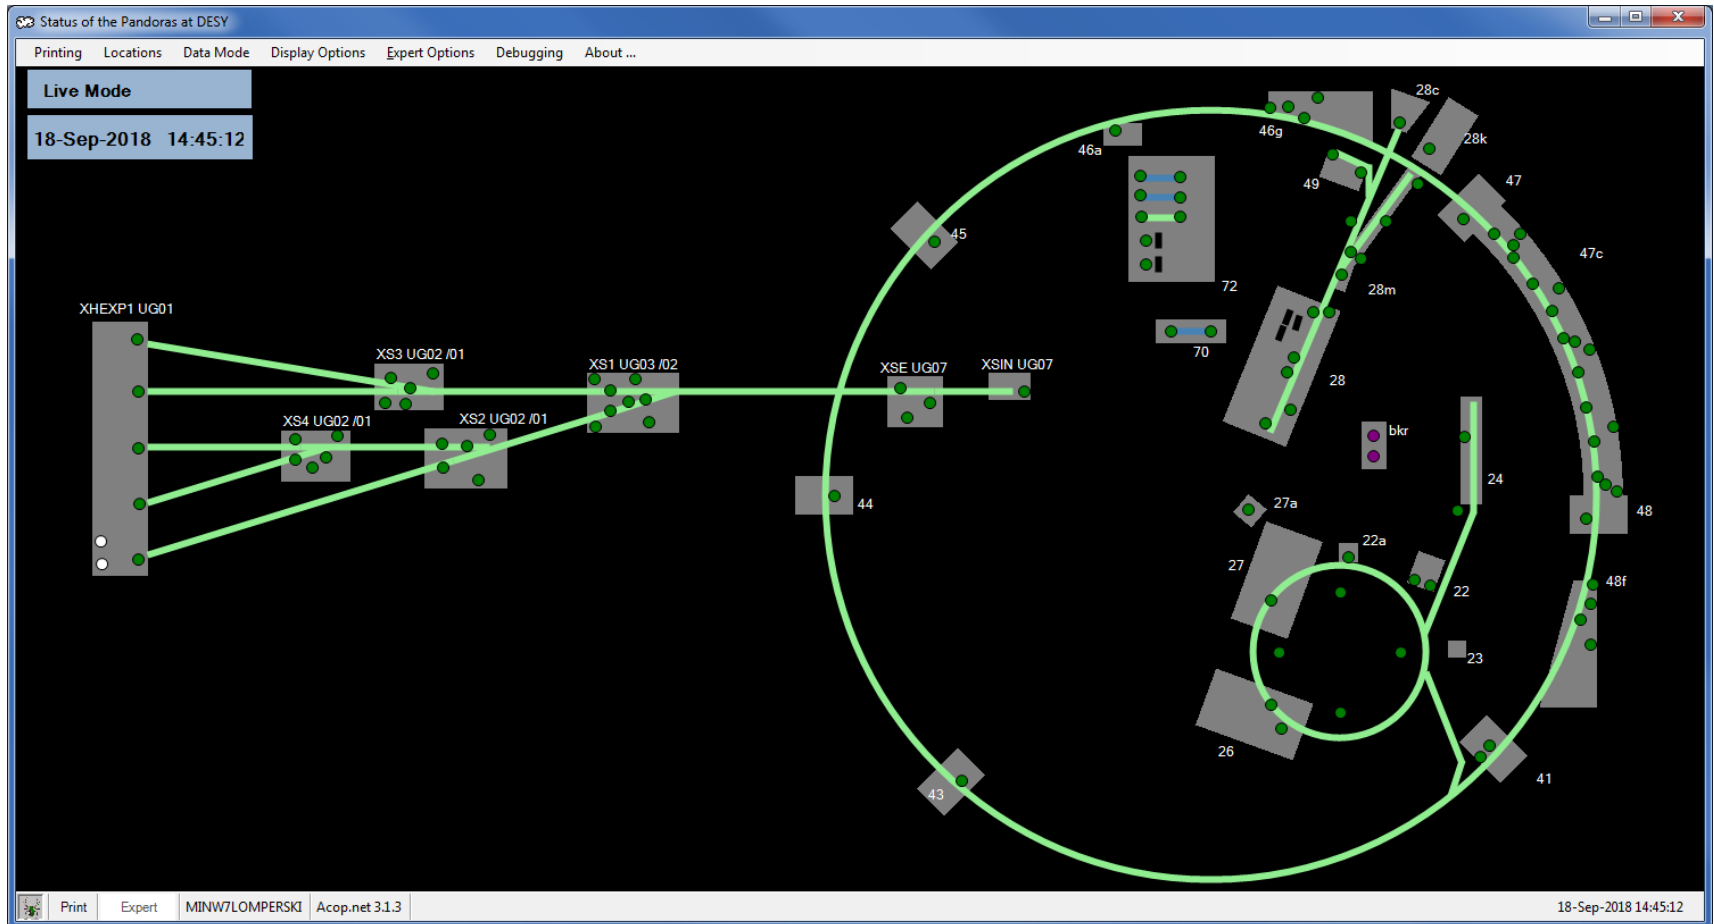 Status of the Pandoras at DESY
Printing Locations Data Mode Display Options Expert Options Debugging About ...
Live Mode
18-Sep-2018 14:45:12
28c
46g
28k
46a
49
47
45
47c
72
28m
XHEXP1 UG01
XS3 UG02 /01
XS1 UG03 /02
XSE UG07
XSIN UG07
70
28
XS4 UG02 /01
XS2 UG02 /01
bkr
24
44
27a
48
22a
27
22
48f
23
26
41
43
Print Expert MINW7LOMPERSKI Acop.net 3.1.3 18-Sep-2018 14:45:12